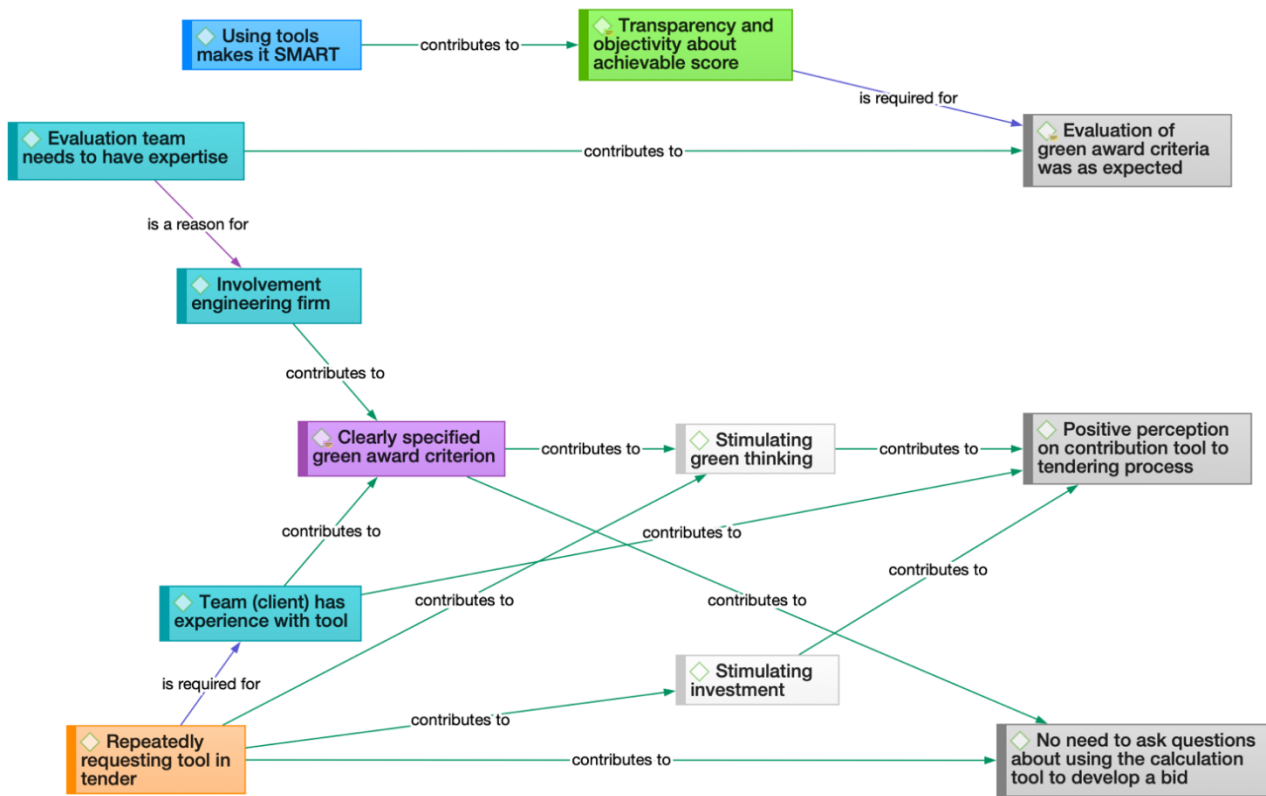 Using tools
makes it SMART
contributes to
Transparency and
objectivity about
achievable score
is required for
Evaluation team
needs to have expertise
contributes to
Evaluation of
green award criteria
was as expected
is a reason for
Involvement
engineering firm
contributes to
Clearly specified
green award criterion
contributes to
Stimulating
green thinking
contributes to
Positive perception
on contribution tool to
tendering process
contributes to
contributes to
Team (client) has
experience with tool
contributes to
contributes to
contributes to
is required for
Stimulating
investment
contributes to
Repeatedly
requesting tool in
tender
contributes to
No need to ask questions
about using the calculation
tool to develop a bid